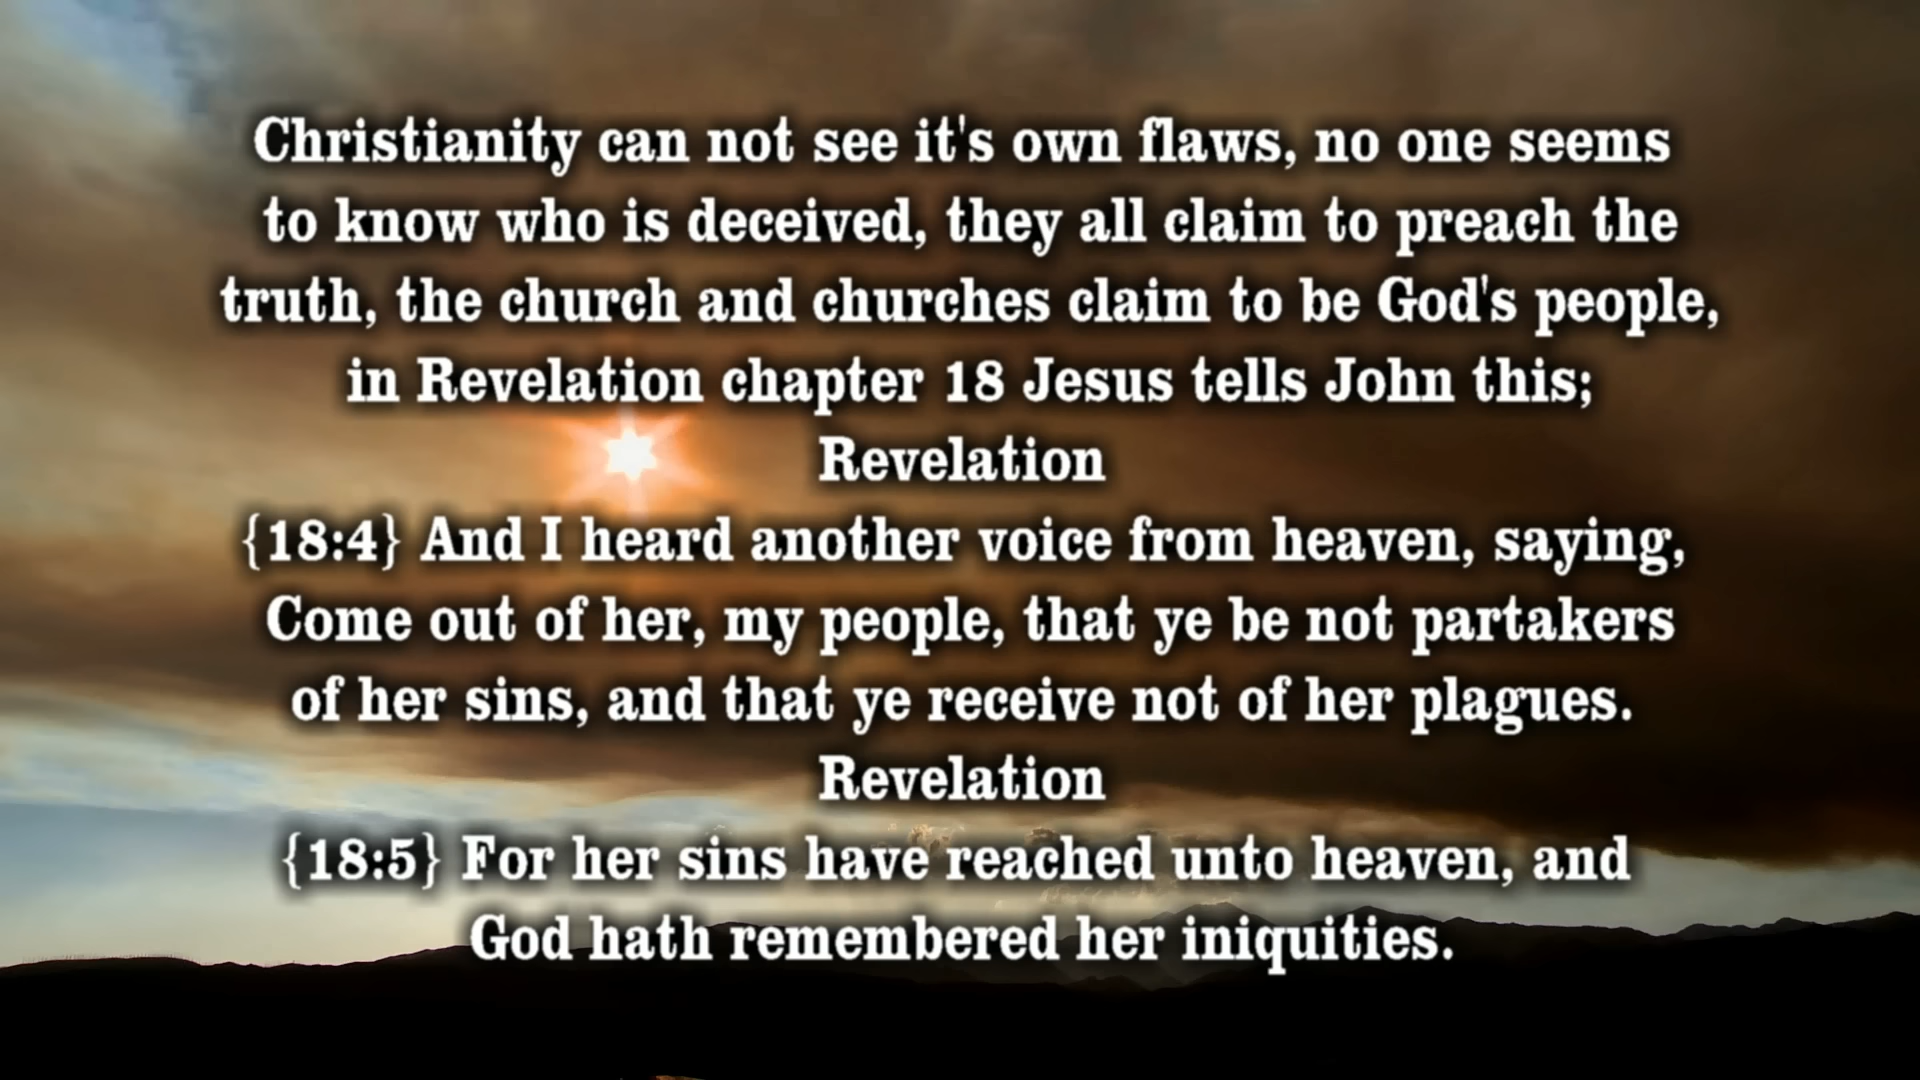 Christianity can not see it's own flaws, no one seems
to know who is deceived, they all claim to preach the
truth, the church and churches claim to be God's people,
in Revelation chapter 18 Jesus tells John this;
Revelation
{18:4} And I heard another voice from heaven, saying,
Come out of her, my people, that ye be not partakers
of her sins, and that ye receive not of her plagues.
Revelation
{18:5} For her sins have reached unto heaven, and
God hath remembered her iniquities.